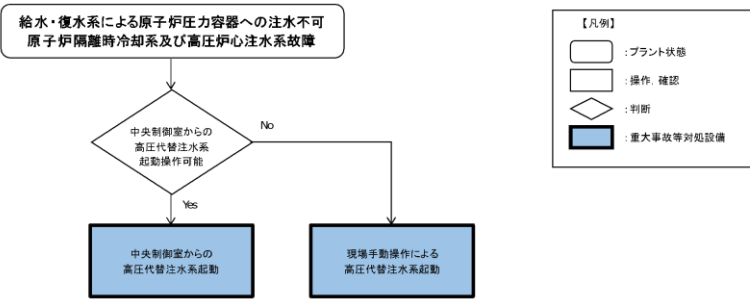 給水・復水系による原子炉圧力容器への注水不可
原子炉隔離時冷却系及び高圧炉心注水系故障
中央制御室からの
高圧代替注水系
起動操作可能
No
Yes
中央制御室からの
高圧代替注水系起動
現場手動操作による
高圧代替注水系起動
【凡例】
：プラント状態
：操作，確認
：判断
：重大事故等対処設備